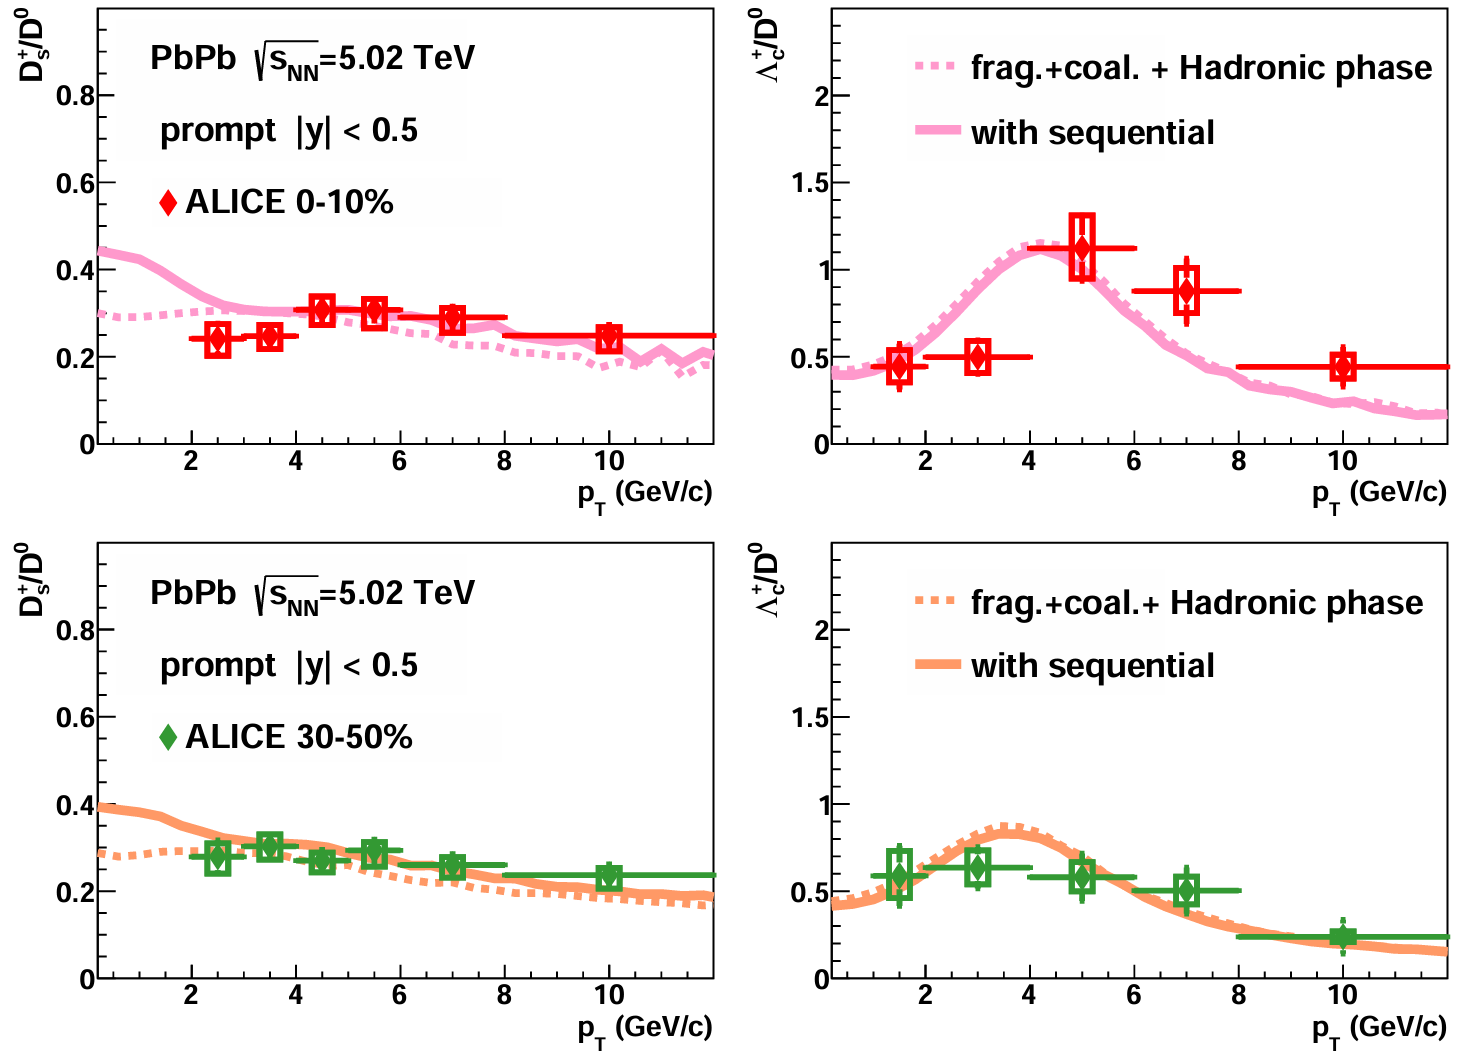 D_s^+/D^0
PbPb √s_NN=5.02 TeV
prompt |y| < 0.5
ALICE 0-10%
0.8
0.6
0.4
0.2
0
2 4 6 8 10
p_T (GeV/c)
Λ_c^+/D^0
frag.+coal. + Hadronic phase
with sequential
2
1.5
1
0.5
0
2 4 6 8 10
p_T (GeV/c)
D_s^+/D^0
PbPb √s_NN=5.02 TeV
prompt |y| < 0.5
ALICE 30-50%
0.8
0.6
0.4
0.2
0
2 4 6 8 10
p_T (GeV/c)
Λ_c^+/D^0
frag.+coal.+ Hadronic phase
with sequential
2
1.5
1
0.5
0
2 4 6 8 10
p_T (GeV/c)